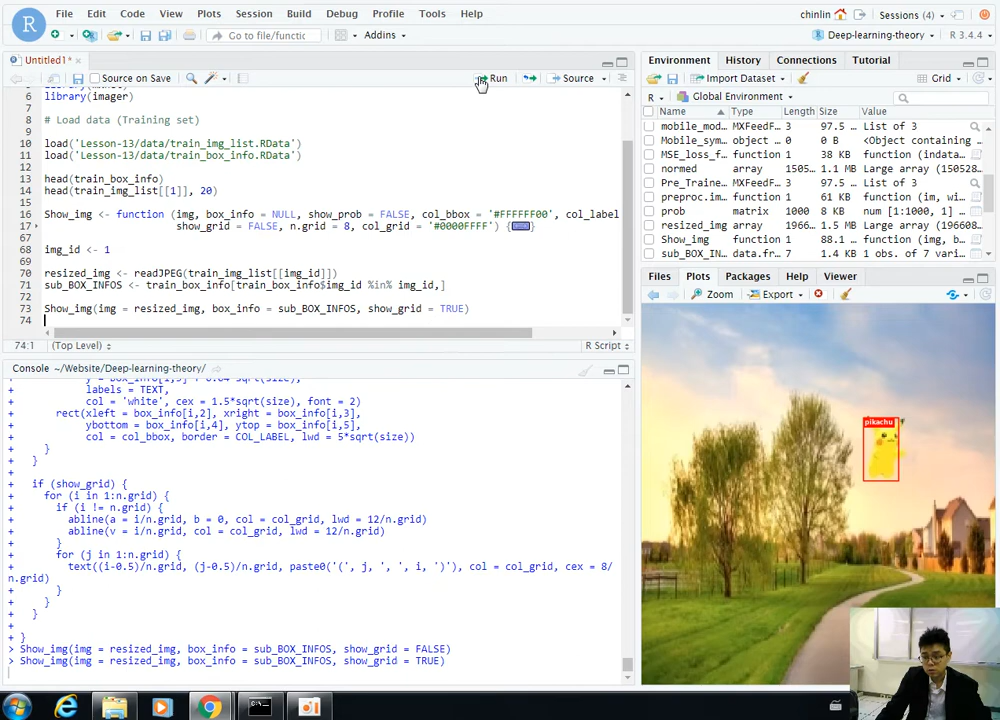 R File Edit Code View Plots Session Build Debug Profile Tools Help chinlin Sessions (4)
Go to file/functic Addins Deep-learning-theory R 3.4.4
Untitled1*
Source on Save Run Source
6 library(imager)
7
8 # Load data (Training set)
9
10 load('Lesson-13/data/train_img_list.RData')
11 load('Lesson-13/data/train_box_info.RData')
12
13 head(train_box_info)
14 head(train_img_list[[1]], 20)
15
16 Show_img <- function (img, box_info = NULL, show_prob = FALSE, col_bbox = '#FFFFFF00', col_label
17 show_grid = FALSE, n.grid = 8, col_grid = '#0000FFFF') {
67
68 img_id <- 1
69
70 resized_img <- readJPEG(train_img_list[[img_id]])
71 sub_BOX_INFOS <- train_box_info[train_box_info$img_id %in% img_id,]
72
73 Show_img(img = resized_img, box_info = sub_BOX_INFOS, show_grid = TRUE)
74
74:1 (Top Level) R Script
Console ~/Website/Deep-learning-theory/
+ labels = TEXT,
+ col = 'white', cex = 1.5*sqrt(size), font = 2)
+ rect(xleft = box_info[i,2], xright = box_info[i,3],
+ ybottom = box_info[i,4], ytop = box_info[i,5],
+ col = col_bbox, border = COL_LABEL, lwd = 5*sqrt(size))
+ }
+ }
+
+ if (show_grid) {
+ for (i in 1:n.grid) {
+ if (i != n.grid) {
+ abline(a = i/n.grid, b = 0, col = col_grid, lwd = 12/n.grid)
+ abline(v = i/n.grid, col = col_grid, lwd = 12/n.grid)
+ }
+ for (j in 1:n.grid) {
+ text((i-0.5)/n.grid, (j-0.5)/n.grid, paste0('(', j, ', ', i, ')'), col = col_grid, cex = 8/
n.grid)
+ }
+ }
+ }
+
+ }
> Show_img(img = resized_img, box_info = sub_BOX_INFOS, show_grid = FALSE)
> Show_img(img = resized_img, box_info = sub_BOX_INFOS, show_grid = TRUE)
Environment History Connections Tutorial
Import Dataset Grid
R Global Environment
Name Type Length Size Value
mobile_mod... MXFeedF... 3 97.5 ... List of 3
Mobile_sym... object ... 0 0 <Object containing
MSE_loss_f... function 1 38 KB function (indata...
normed array 1505... 1.1 MB Large array (150528...
Pre_Traine... MXFeedF... 3 97.5 ... List of 3
preproc.im... function 1 61 KB function (im, wi...
prob matrix 1000 8 KB num [1:1000, 1]
resized_img array 1966... 1.5 MB Large array (196608...
Show_img function 1 88.1 ... function (img, b...
sub_BOX_IN... data.fr... 7 1.4 KB 1 obs. of 7 vari...
Files Plots Packages Help Viewer
Zoom Export
pikachu